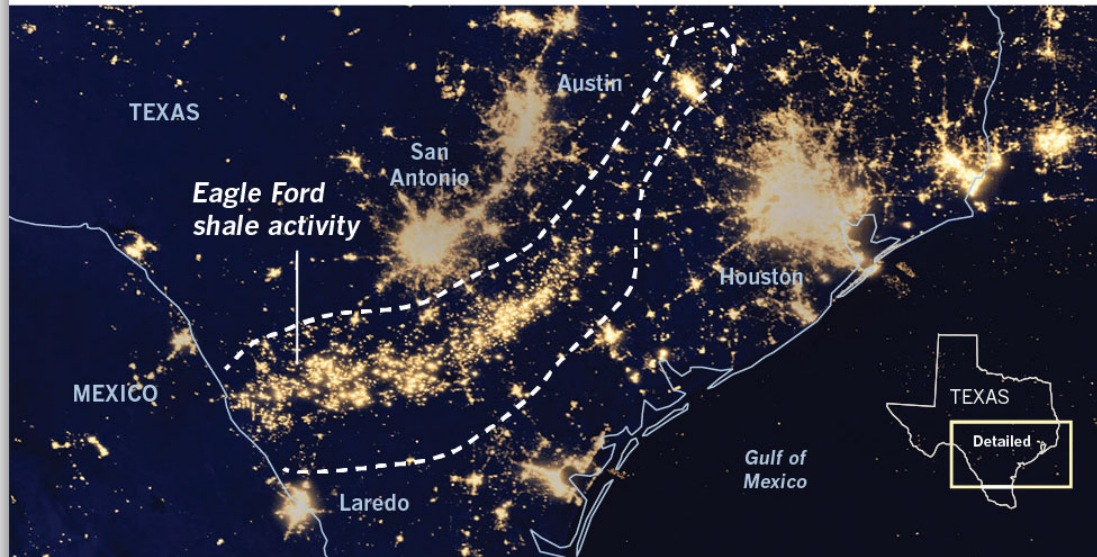 Austin
TEXAS
San
Antonio
Eagle Ford
shale activity
Houston
MEXICO
TEXAS
Detailed
Gulf of
Mexico
Laredo